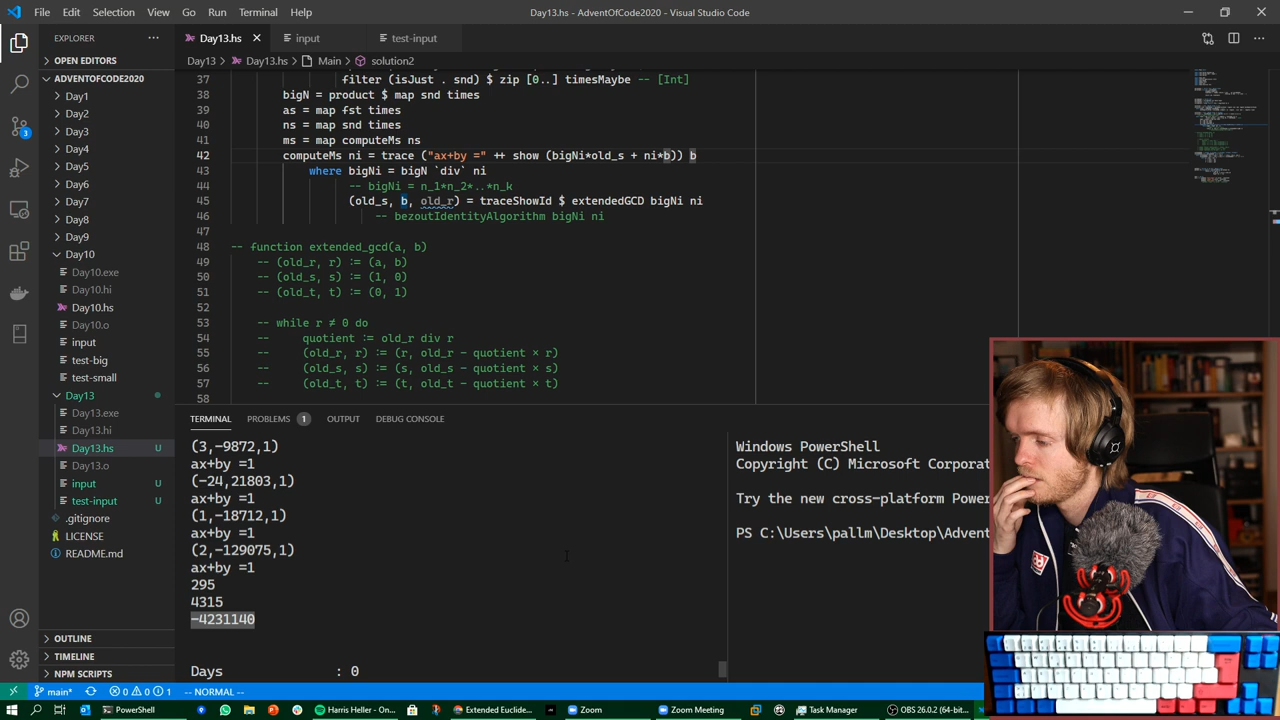 File Edit Selection View Go Run Terminal Help
Day13.hs - AdventOfCode2020 - Visual Studio Code
EXPLORER
Day13.hs
input
test-input
OPEN EDITORS
Day13 > Day13.hs > Main > solution2
ADVENTOFCODE2020
Day1
Day2
Day3
Day4
Day5
Day6
Day7
Day8
Day9
Day10
Day10.exe
Day10.hi
Day10.hs
Day10.o
input
test-big
test-small
Day13
Day13.exe
Day13.hi
Day13.hs U
Day13.o
input U
test-input U
.gitignore
LICENSE
README.md
OUTLINE
TIMELINE
NPM SCRIPTS
3
37 filter (isJust . snd) $ zip [0..] timesMaybe -- [Int]
38 bigN = product $ map snd times
39 as = map fst times
40 ns = map snd times
41 ms = map computeMs ns
42 computeMs ni = trace ("ax+by =" ++ show (bigNi*old_s + ni*b)) b
43 where bigNi = bigN `div` ni
44 -- bigNi = n_1*n_2*..*n_k
45 (old_s, b, old_r) = traceShowId $ extendedGCD bigNi ni
46 -- bezoutIdentityAlgorithm bigNi ni
47
48 -- function extended_gcd(a, b)
49 -- (old_r, r) := (a, b)
50 -- (old_s, s) := (1, 0)
51 -- (old_t, t) := (0, 1)
52
53 -- while r ≠ 0 do
54 -- quotient := old_r div r
55 -- (old_r, r) := (r, old_r − quotient × r)
56 -- (old_s, s) := (s, old_s − quotient × s)
57 -- (old_t, t) := (t, old_t − quotient × t)
58
TERMINAL PROBLEMS 1 OUTPUT DEBUG CONSOLE
(3,-9872,1)
ax+by =1
(-24,21803,1)
ax+by =1
(1,-18712,1)
ax+by =1
(2,-129075,1)
ax+by =1
295
4315
-4231140
Days : 0
Windows PowerShell
Copyright (C) Microsoft Corporat
Try the new cross-platform Power
PS C:\Users\pallm\Desktop\Advent
main* 0 0 1 -- NORMAL --
PowerShell
Harris Heller - On...
Extended Euclide...
Zoom
Zoom Meeting
Task Manager
OBS 26.0.2 (64-bit...